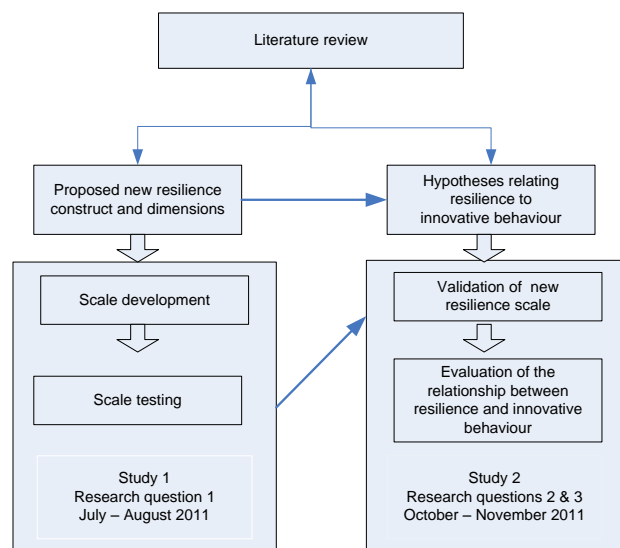 Literature review
Proposed new resilience
construct and dimensions
Hypotheses relating
resilience to
innovative behaviour
Scale development
Scale testing
Study 1
Research question 1
July – August 2011
Validation of new
resilience scale
Evaluation of the
relationship between
resilience and innovative
behaviour
Study 2
Research questions 2 & 3
October – November 2011